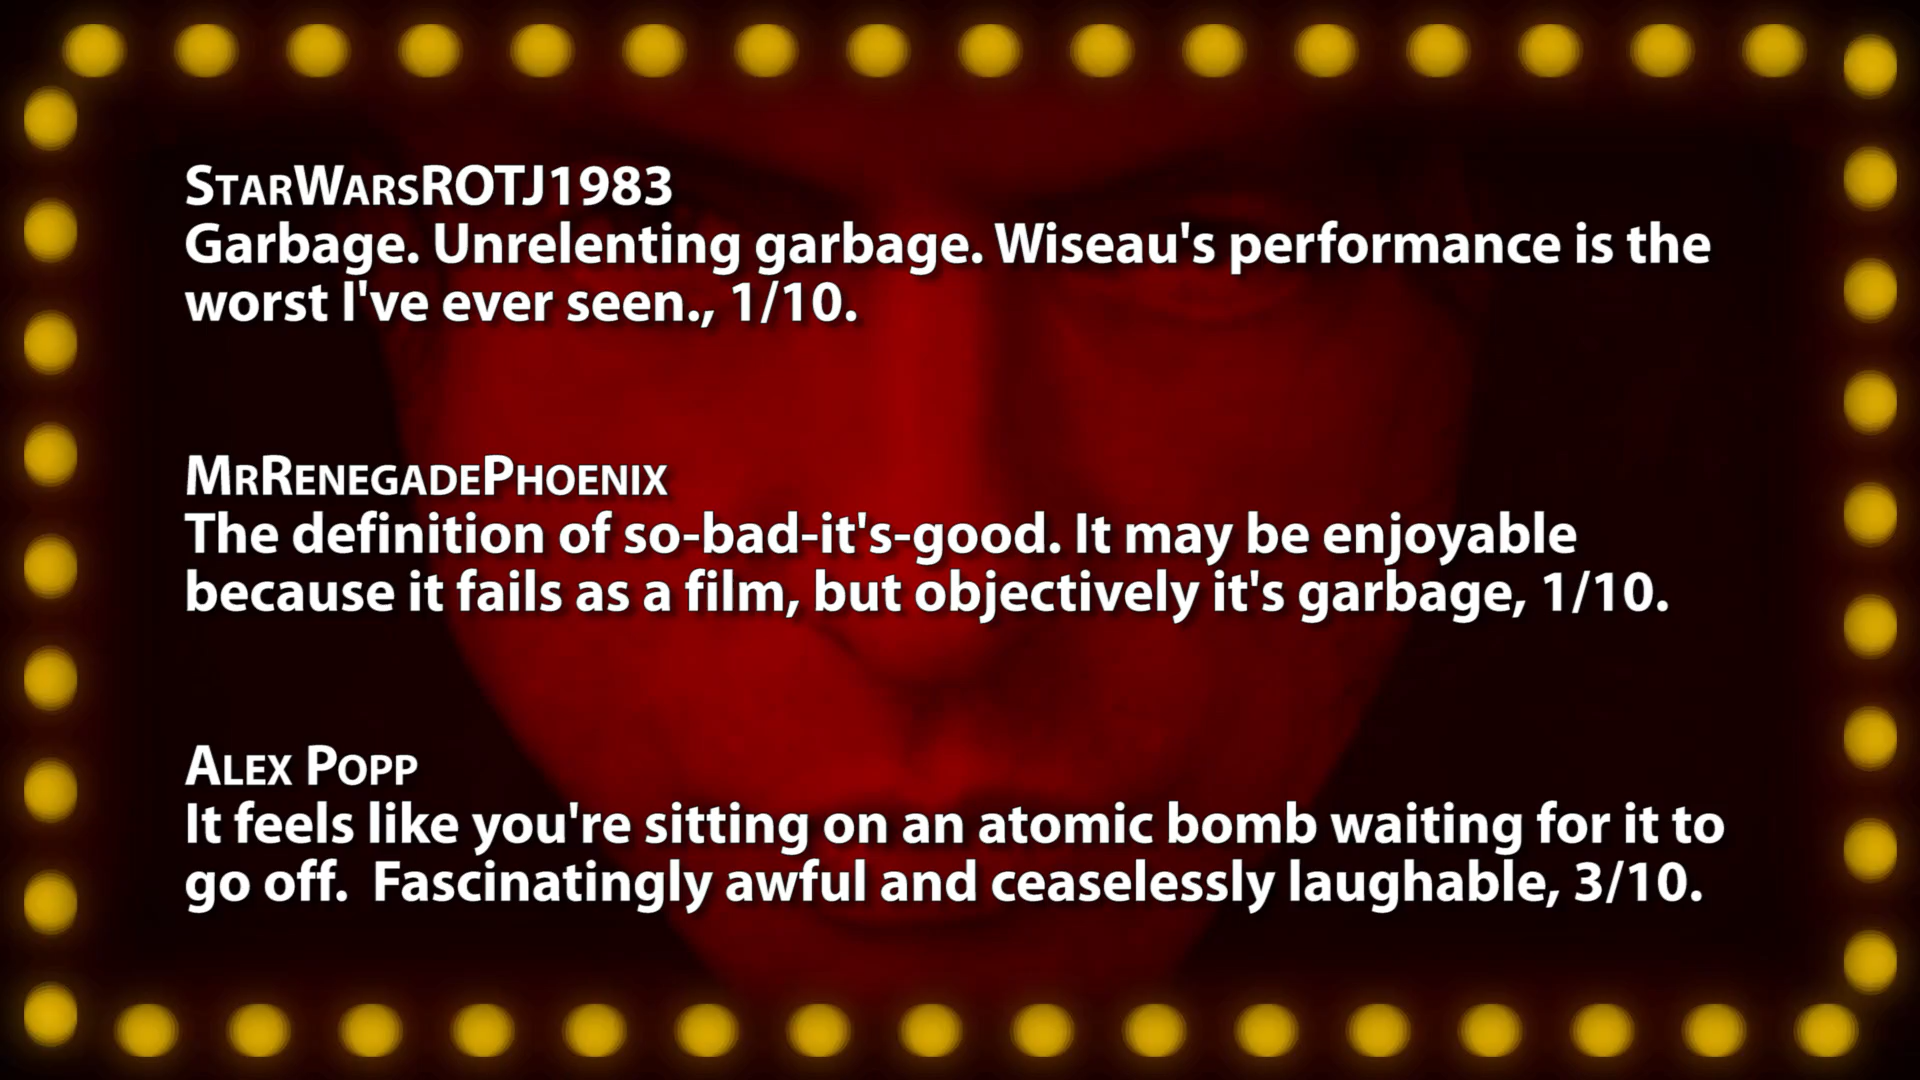 StarWarsROTJ1983
Garbage. Unrelenting garbage. Wiseau's performance is the
worst I've ever seen., 1/10.
MrRenegadePhoenix
The definition of so-bad-it's-good. It may be enjoyable
because it fails as a film, but objectively it's garbage, 1/10.
Alex Popp
It feels like you're sitting on an atomic bomb waiting for it to
go off.  Fascinatingly awful and ceaselessly laughable, 3/10.